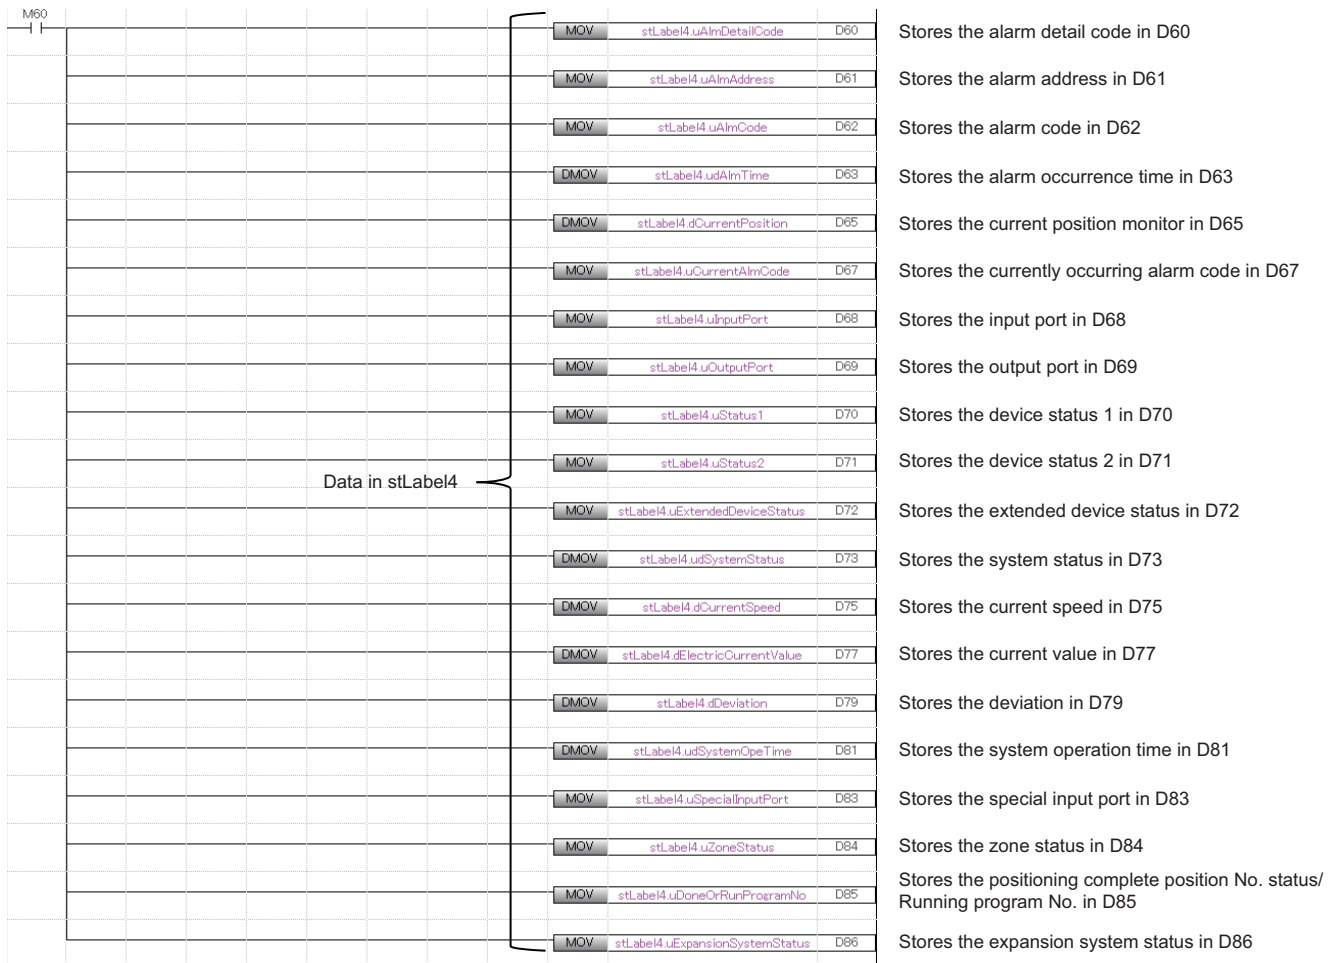 M60
MOV stLabel4.uAlmDetailCode D60 Stores the alarm detail code in D60
MOV stLabel4.uAlmAddress D61 Stores the alarm address in D61
MOV stLabel4.uAlmCode D62 Stores the alarm code in D62
DMOV stLabel4.udAlmTime D63 Stores the alarm occurrence time in D63
DMOV stLabel4.dCurrentPosition D65 Stores the current position monitor in D65
MOV stLabel4.uCurrentAlmCode D67 Stores the currently occurring alarm code in D67
MOV stLabel4.uInputPort D68 Stores the input port in D68
MOV stLabel4.uOutputPort D69 Stores the output port in D69
MOV stLabel4.uStatus1 D70 Stores the device status 1 in D70
MOV stLabel4.uStatus2 D71 Stores the device status 2 in D71
Data in stLabel4
MOV stLabel4.uExtendedDeviceStatus D72 Stores the extended device status in D72
DMOV stLabel4.udSystemStatus D73 Stores the system status in D73
DMOV stLabel4.dCurrentSpeed D75 Stores the current speed in D75
DMOV stLabel4.dElectricCurrentValue D77 Stores the current value in D77
DMOV stLabel4.dDeviation D79 Stores the deviation in D79
DMOV stLabel4.udSystemOpeTime D81 Stores the system operation time in D81
MOV stLabel4.uSpecialInputPort D83 Stores the special input port in D83
MOV stLabel4.uZoneStatus D84 Stores the zone status in D84
MOV stLabel4.uDoneOrRunProgramNo D85 Stores the positioning complete position No. status/
Running program No. in D85
MOV stLabel4.uExpansionSystemStatus D86 Stores the expansion system status in D86